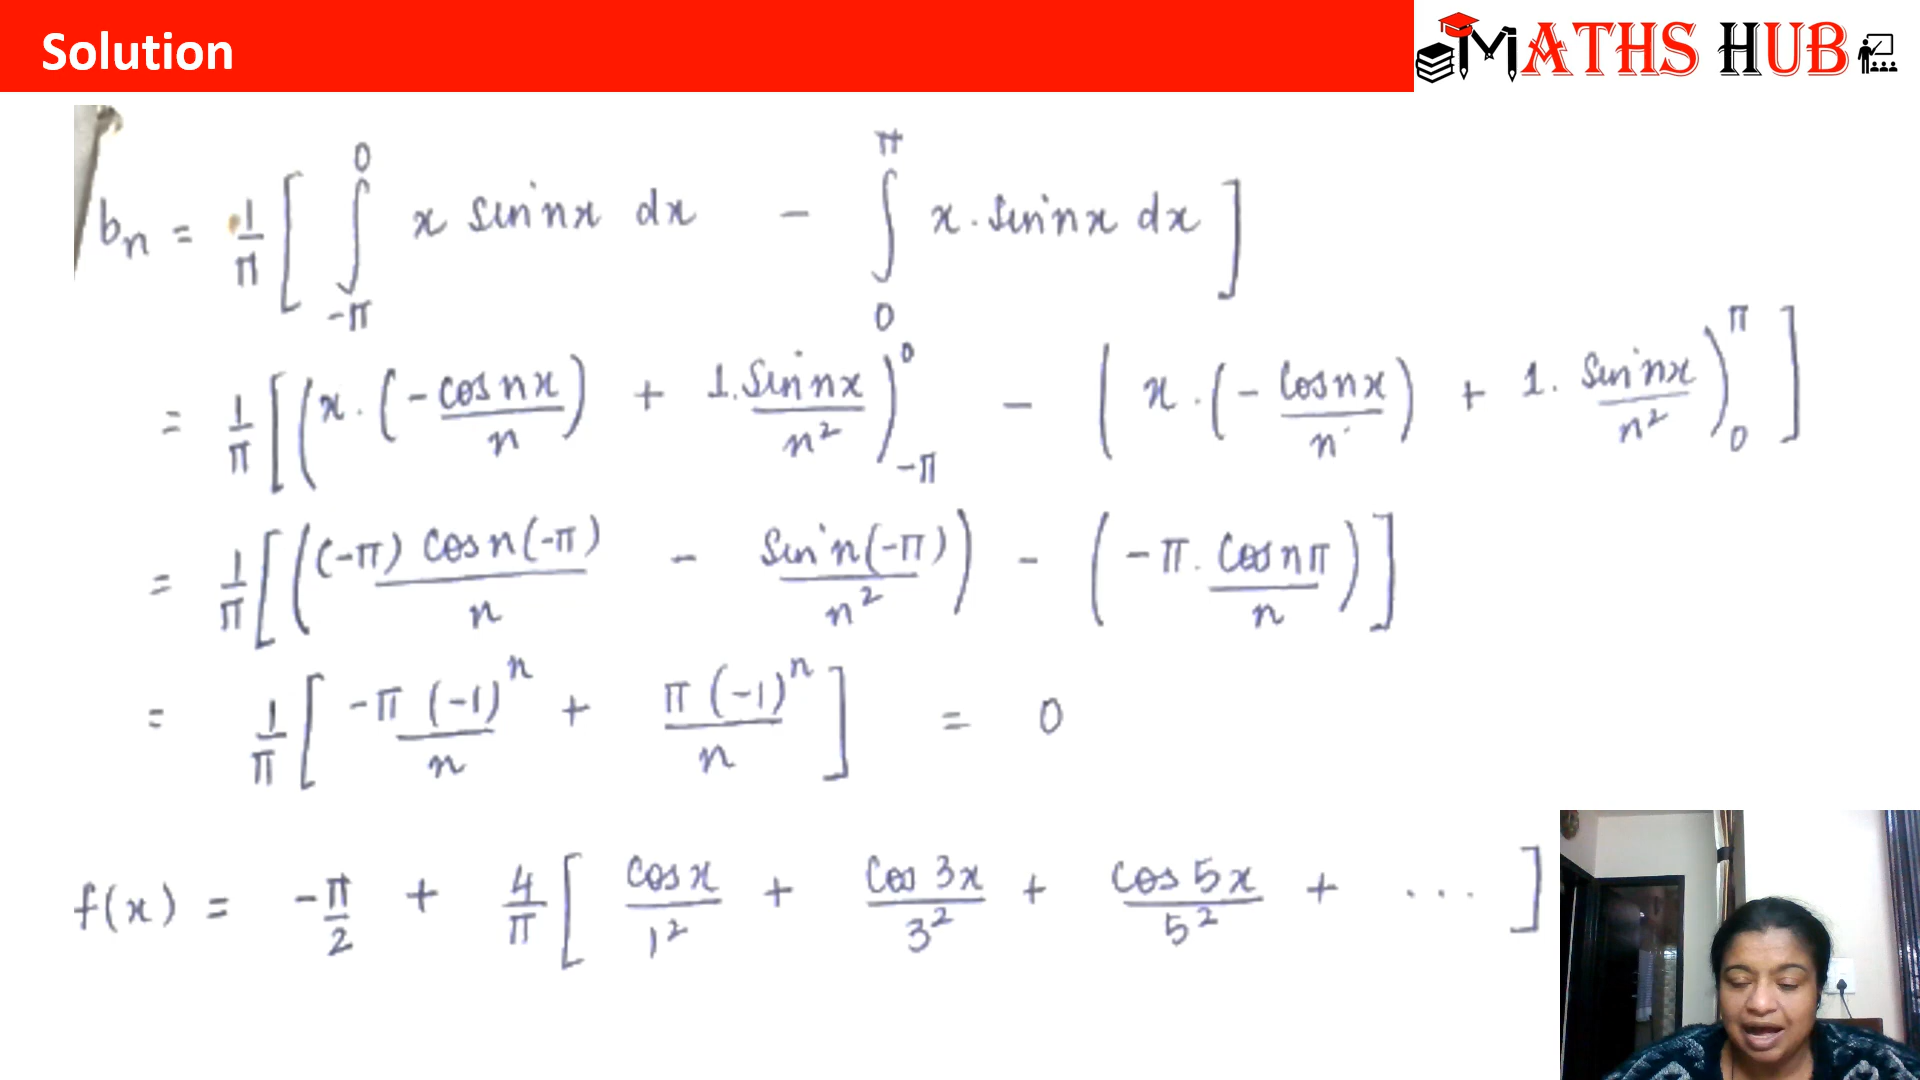 Solution
MATHS HUB
bn = 1/π [ ∫_{-π}^{0} x sin nx dx - ∫_{0}^{π} x . sin nx dx ]
= 1/π [ ( x . ( - cos nx / n ) + 1 . sin nx / n² )_{-π}^{0} - ( x . ( - cos nx / n ) + 1 . sin nx / n² )_{0}^{π} ]
= 1/π [ ( (-π) cos n(-π) / n - sin n(-π) / n² ) - ( -π . cos nπ / n ) ]
= 1/π [ -π (-1)ⁿ / n + π (-1)ⁿ / n ] = 0
f(x) = -π/2 + 4/π [ cos x / 1² + cos 3x / 3² + cos 5x / 5² + ... ]